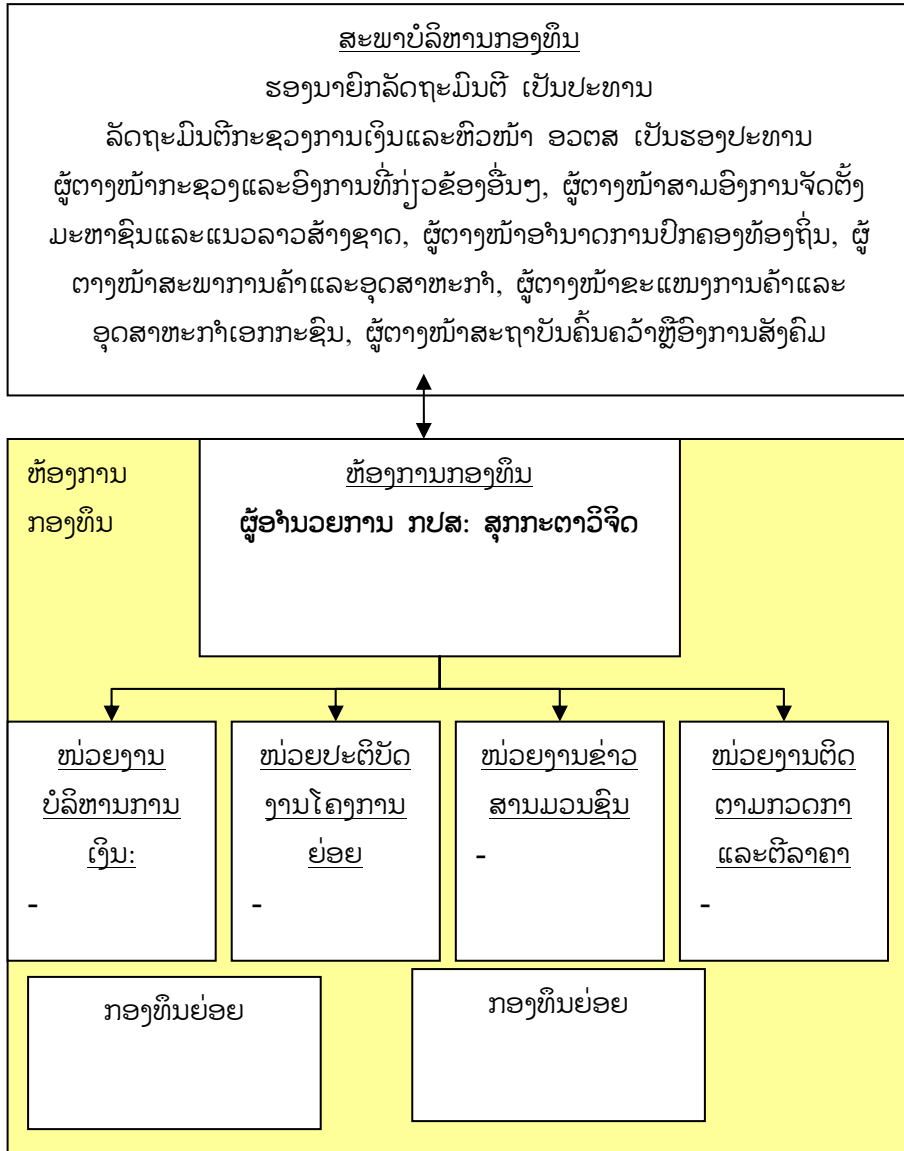 ສະພາບໍລິຫານກອງທຶນ
ຮອງນາຍົກລັດຖະມົນຕີ ເປັນປະທານ
ລັດຖະມົນຕີກະຊວງການເງິນແລະຫົວໜ້າ ອວຕສ ເປັນຮອງປະທານ
ຜູ້ຕາງໜ້າກະຊວງແລະອົງການທີ່ກ່ຽວຂ້ອງອື່ນໆ, ຜູ້ຕາງໜ້າສາມອົງການຈັດຕັ້ງ
ມະຫາຊົນແລະແນວລາວສ້າງຊາດ, ຜູ້ຕາງໜ້າອຳນາດການປົກຄອງທ້ອງຖິ່ນ, ຜູ້
ຕາງໜ້າສະພາການຄ້າແລະອຸດສາຫະກຳ, ຜູ້ຕາງໜ້າຂະແໜງການຄ້າແລະ
ອຸດສາຫະກຳເອກກະຊົນ, ຜູ້ຕາງໜ້າສະຖາບັນຄົ້ນຄວ້າຫຼືອົງການສັງຄົມ
ຫ້ອງການ
ກອງທຶນ
ຫ້ອງການກອງທຶນ
ຜູ້ອຳນວຍການ ກປສ: ສຸກກະຕາວິຈິດ
ໜ່ວຍງານ
ບໍລິຫານການ
ເງິນ:
-
ໜ່ວຍປະຕິບັດ
ງານໂຄງການ
ຍ່ອຍ
-
ໜ່ວຍງານຂ່າວ
ສານມວນຊົນ
-
ໜ່ວຍງານຕິດ
ຕາມກວດກາ
ແລະຕີລາຄາ
-
ກອງທຶນຍ່ອຍ
ກອງທຶນຍ່ອຍ